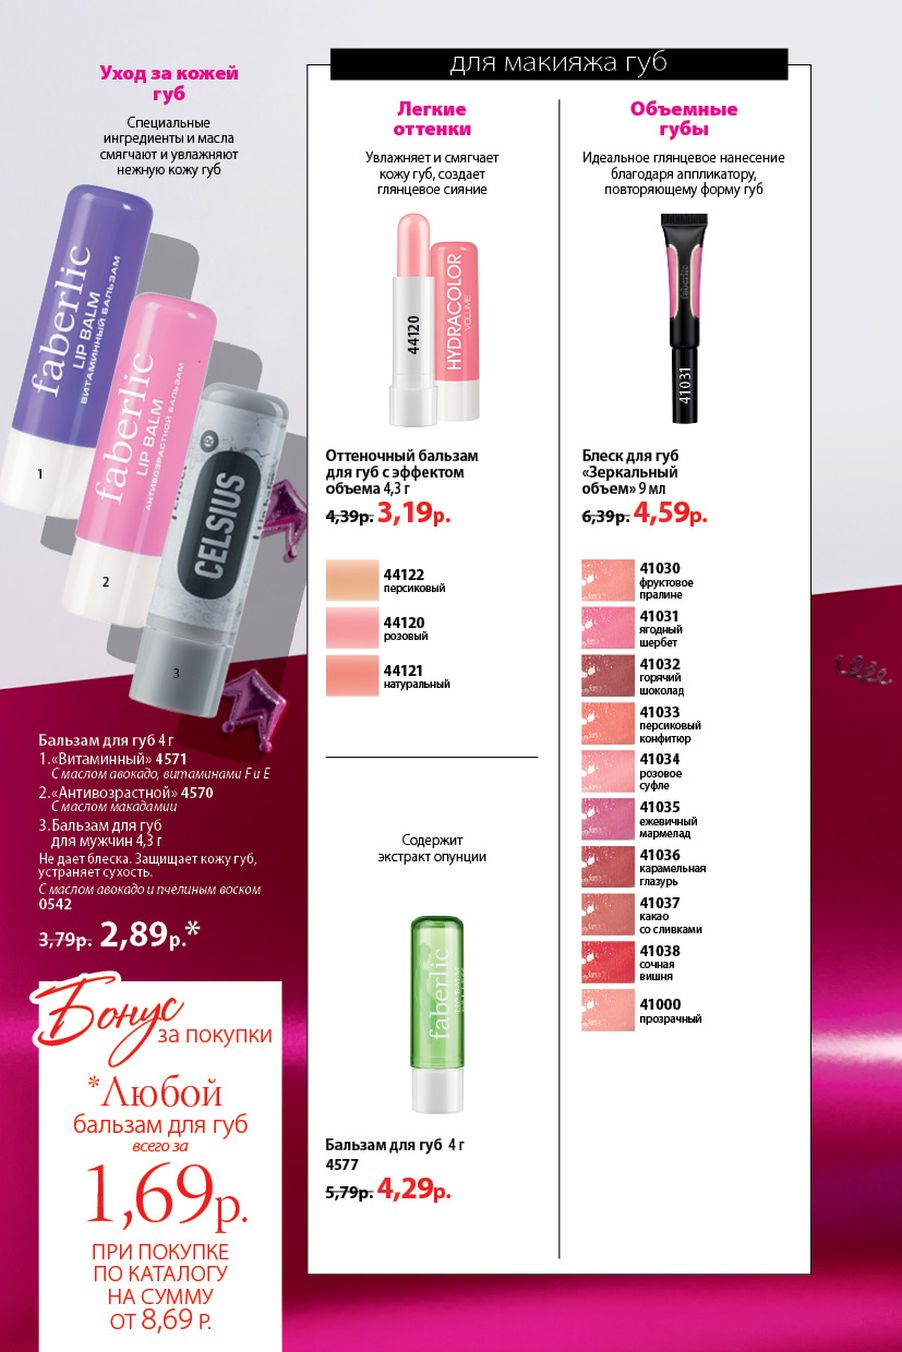 Уход за кожей
губ
Специальные
ингредиенты и масла
смягчают и увлажняют
нежную кожу губ
faberlic
LIP BALM
ВИТАМИННЫЙ БАЛЬЗАМ
1
faberlic
LIP BALM
АНТИВОЗРАСТНОЙ БАЛЬЗАМ
2
CELSIUS
3
Бальзам для губ 4 г
1.«Витаминный» 4571
С маслом авокадо, витаминами F и E
2.«Антивозрастной» 4570
С маслом макадамии
3.Бальзам для губ
для мужчин 4,3 г
Не дает блеска. Защищает кожу губ,
устраняет сухость.
С маслом авокадо и пчелиным воском
0542
3,79р. 2,89р.*
Бонус
за покупки
*Любой
бальзам для губ
всего за
1,69р.
ПРИ ПОКУПКЕ
ПО КАТАЛОГУ
НА СУММУ
ОТ 8,69 Р.
для макияжа губ
Легкие
оттенки
Увлажняет и смягчает
кожу губ, создает
глянцевое сияние
44120
HYDRACOLOR
VOLUME
Оттеночный бальзам
для губ с эффектом
объема 4,3 г
4,39р. 3,19р.
44122
персиковый
44120
розовый
44121
натуральный
Содержит
экстракт опунции
faberlic
LIP BALM
Бальзам для губ 4 г
4577
5,79р. 4,29р.
Объемные
губы
Идеальное глянцевое нанесение
благодаря аппликатору,
повторяющему форму губ
faberlic
41031
Блеск для губ
«Зеркальный
объем» 9 мл
6,39р. 4,59р.
41030
фруктовое
пралине
41031
ягодный
шербет
41032
горячий
шоколад
41033
персиковый
конфитюр
41034
розовое
суфле
41035
ежевичный
мармелад
41036
карамельная
глазурь
41037
какао
со сливками
41038
сочная
вишня
41000
прозрачный